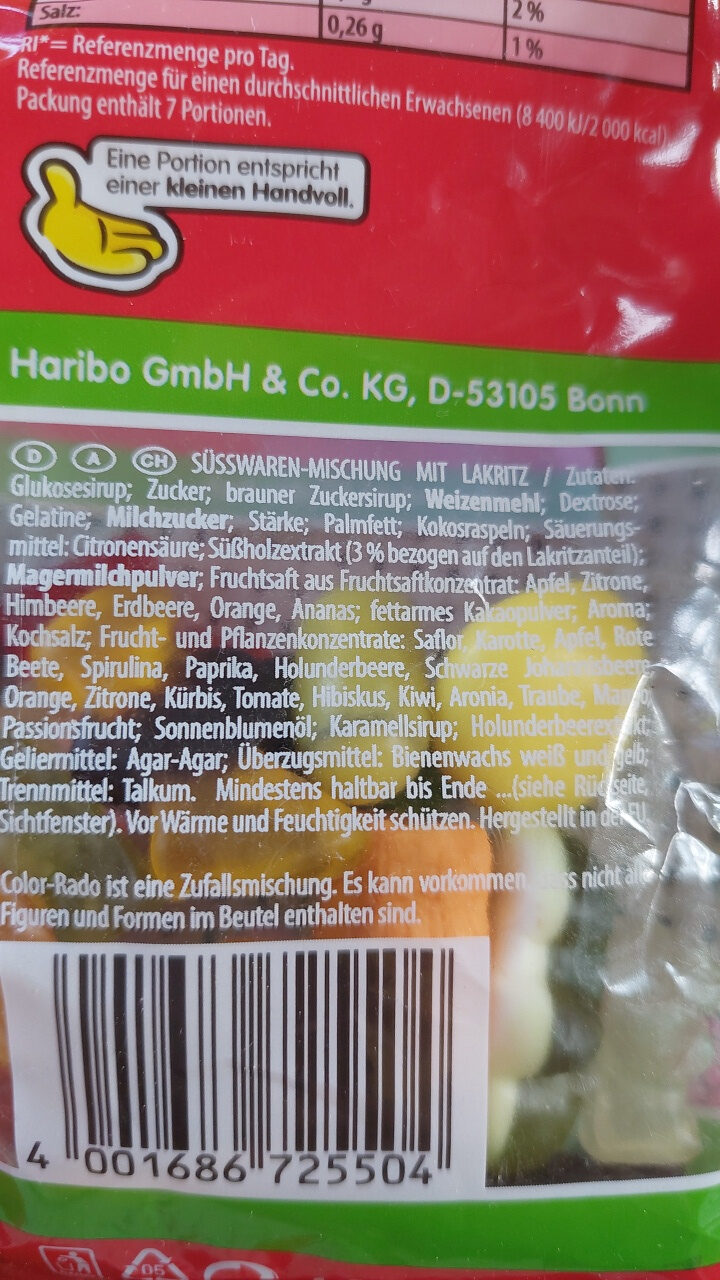 Salz:
0,26 g
2 %
1 %
RI*= Referenzmenge pro Tag.
Referenzmenge für einen durchschnittlichen Erwachsenen (8 400 kJ/2 000 kcal)
Packung enthält 7 Portionen.
Eine Portion entspricht
einer kleinen Handvoll.
Haribo GmbH & Co. KG, D-53105 Bonn
D A CH SÜSSWAREN-MISCHUNG MIT LAKRITZ / Zutaten:
Glukosesirup; Zucker; brauner Zuckersirup; Weizenmehl; Dextrose;
Gelatine; Milchzucker; Stärke; Palmfett; Kokosraspeln; Säuerungs-
mittel: Citronensäure; Süßholzextrakt (3 % bezogen auf den Lakritzanteil);
Magermilchpulver; Fruchtsaft aus Fruchtsaftkonzentrat: Apfel, Zitrone,
Himbeere, Erdbeere, Orange, Ananas; fettarmes Kakaopulver; Aroma;
Kochsalz; Frucht- und Pflanzenkonzentrate: Saflor, Karotte, Apfel, Rote
Beete, Spirulina, Paprika, Holunderbeere, Schwarze Johannisbeere,
Orange, Zitrone, Kürbis, Tomate, Hibiskus, Kiwi, Aronia, Traube,
Passionsfrucht; Sonnenblumenöl; Karamellsirup;
Geliermittel: Agar-Agar; Überzugsmittel: Bienenwachs weiß und gelb;
Trennmittel: Talkum. Mindestens haltbar bis Ende ...(siehe Rückseite,
Sichtfenster). Vor Wärme und Feuchtigkeit schützen. Hergestellt in der EU.
Color-Rado ist eine Zufallsmischung. Es kann vorkommen, nicht alle
Figuren und Formen im Beutel enthalten sind.
4 001686 725504
05